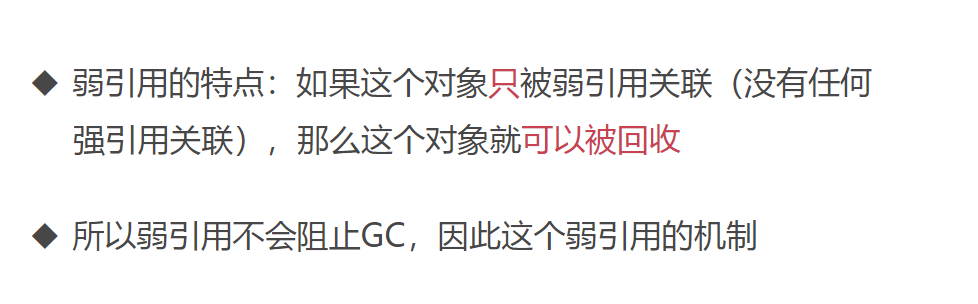 ◆ 弱引用的特点：如果这个对象只被弱引用关联（没有任何
强引用关联），那么这个对象就可以被回收
◆ 所以弱引用不会阻止GC，因此这个弱引用的机制